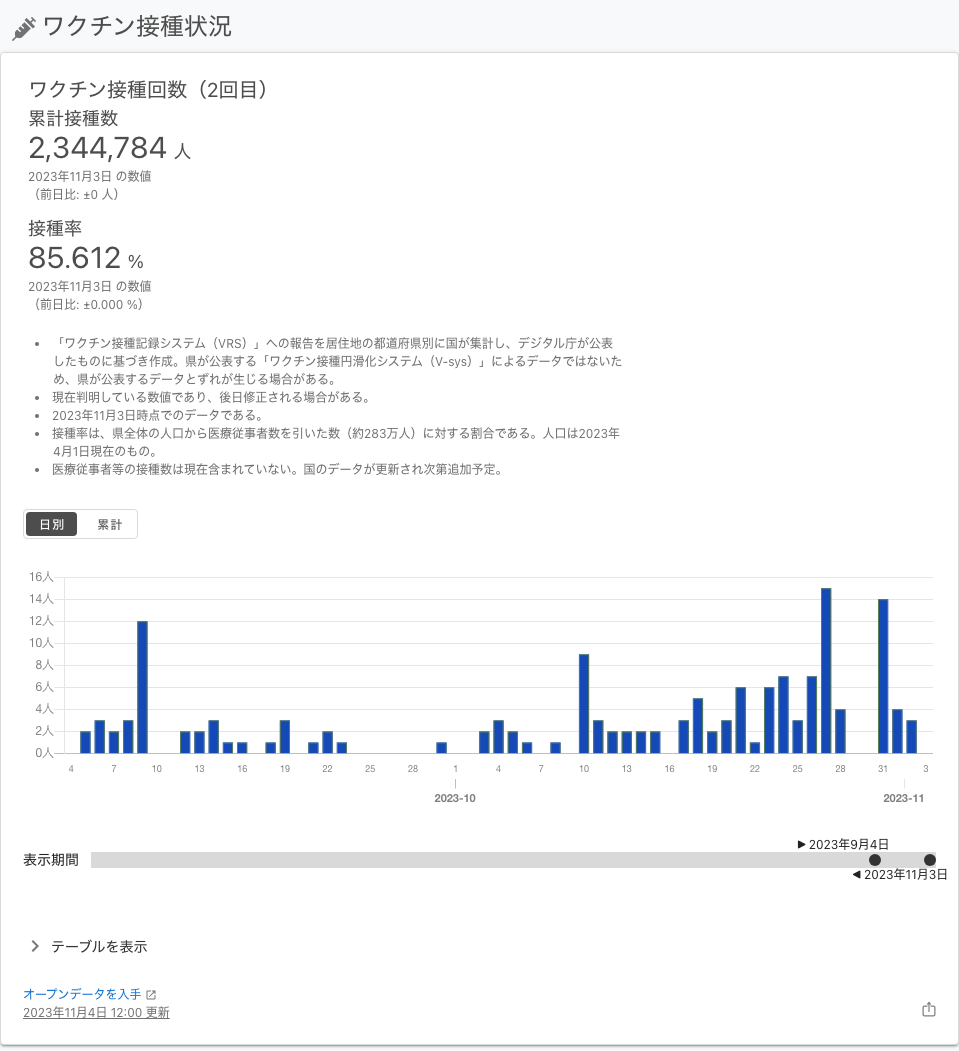 ワクチン接種状況
ワクチン接種回数（2回目）
累計接種数
2,344,784 人
2023年11月3日 の数値
（前日比: ±0 人）
接種率
85.612 %
2023年11月3日 の数値
（前日比: ±0.000 %）
• 「ワクチン接種記録システム（VRS）」への報告を居住地の都道府県別に国が集計し、デジタル庁が公表
したものに基づき作成。県が公表する「ワクチン接種円滑化システム（V-sys）」によるデータではないた
め、県が公表するデータとずれが生じる場合がある。
• 現在判明している数値であり、後日修正される場合がある。
• 2023年11月3日時点でのデータである。
• 接種率は、県全体の人口から医療従事者数を引いた数（約283万人）に対する割合である。人口は2023年
4月1日現在のもの。
• 医療従事者等の接種数は現在含まれていない。国のデータが更新され次第追加予定。
日別 累計
16人
14人
12人
10人
8人
6人
4人
2人
0人
4 7 10 13 16 19 22 25 28 1 4 7 10 13 16 19 22 25 28 31 3
2023-10 2023-11
▶ 2023年9月4日
表示期間
◀ 2023年11月3日
テーブルを表示
オープンデータを入手
2023年11月4日 12:00 更新